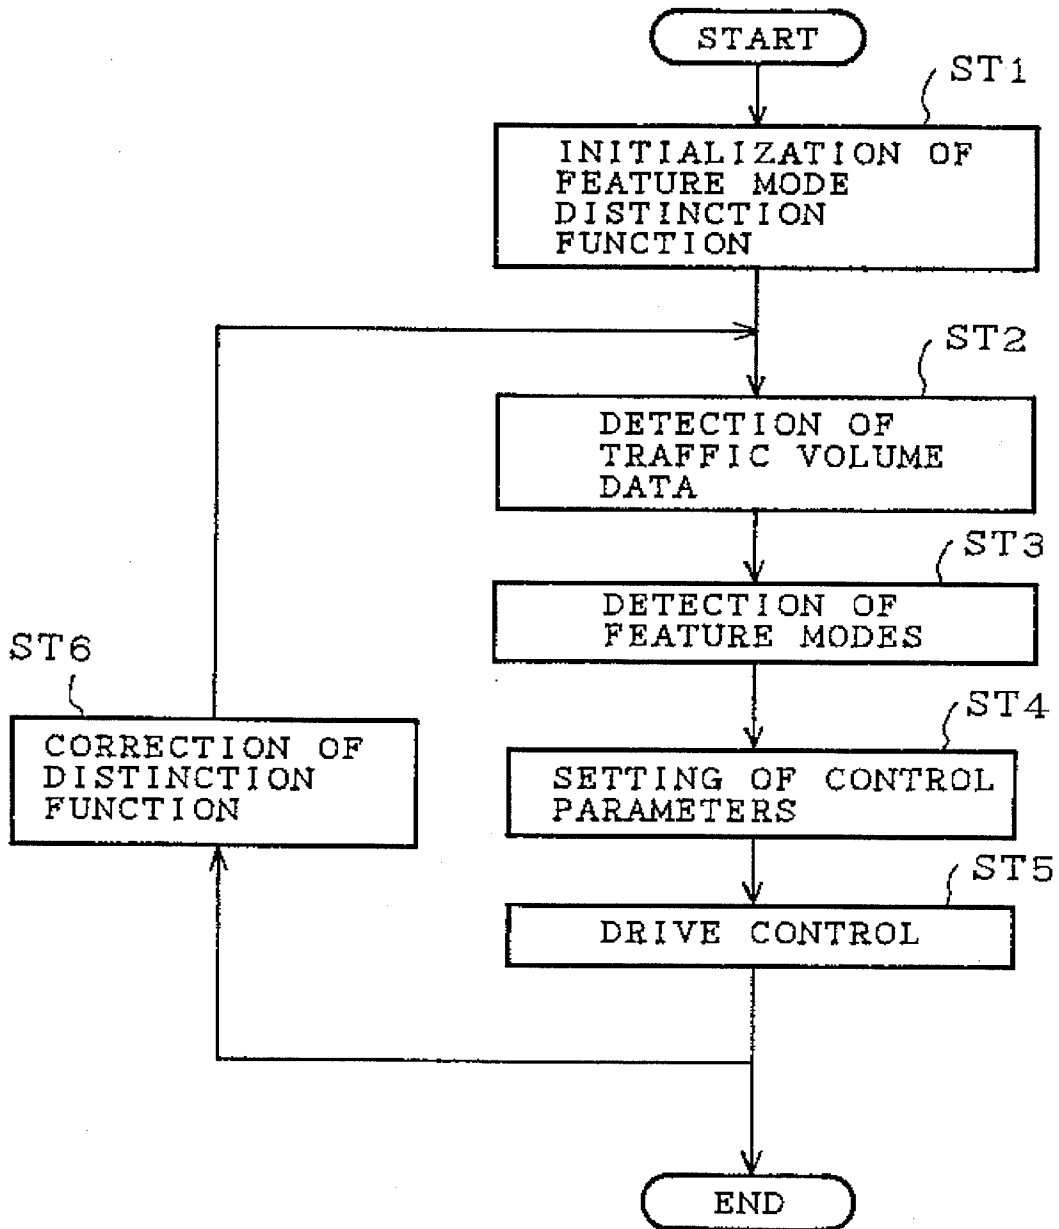 START
ST1
INITIALIZATION OF
FEATURE MODE
DISTINCTION
FUNCTION
ST2
DETECTION OF
TRAFFIC VOLUME
DATA
ST3
DETECTION OF
FEATURE MODES
ST6
CORRECTION OF
DISTINCTION
FUNCTION
ST4
SETTING OF CONTROL
PARAMETERS
ST5
DRIVE CONTROL
END